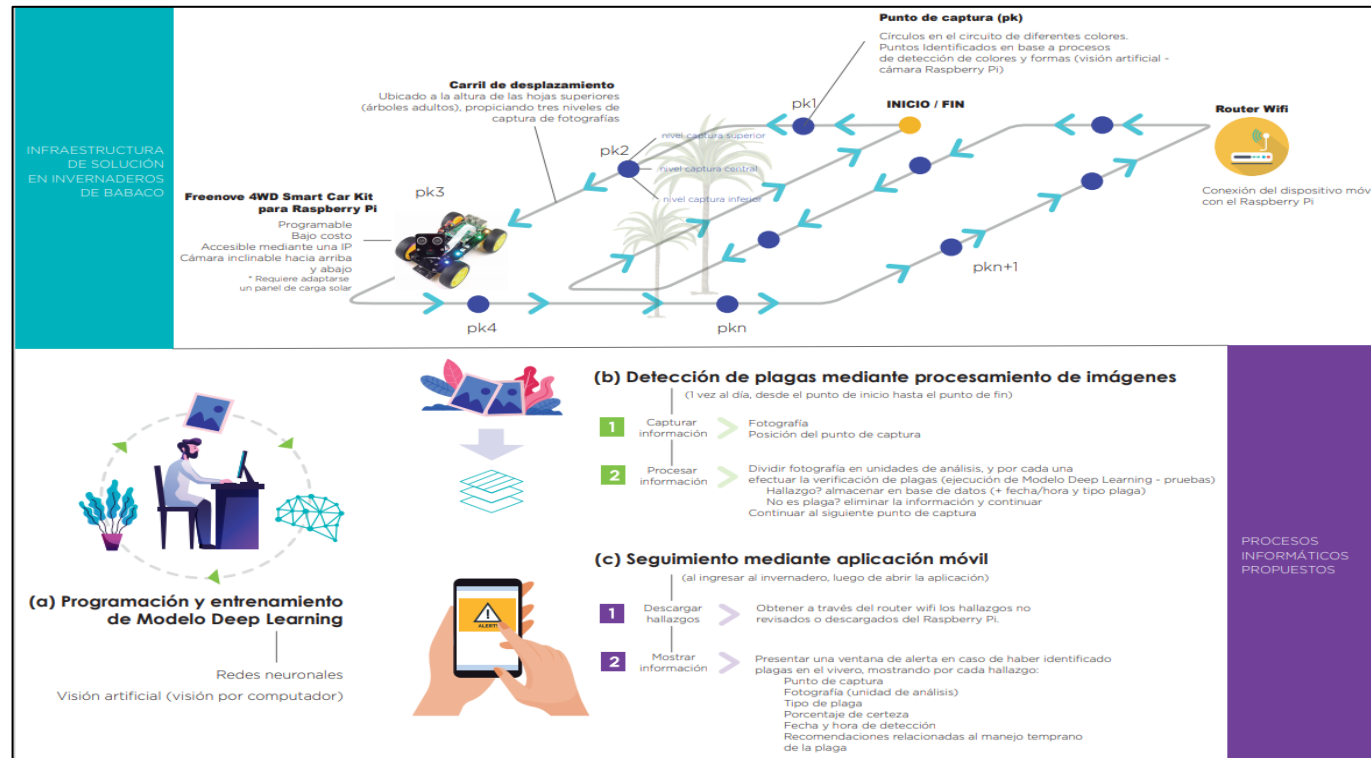 INFRAESTRUCTURA
DE SOLUCIÓN
EN INVERNADEROS
DE BABACO
Punto de captura (pk)
Círculos en el circuito de diferentes colores.
Puntos Identificados en base a procesos
de detección de colores y formas (visión artificial -
cámara Raspberry Pi)
Carril de desplazamiento
Ubicado a la altura de las hojas superiores
(árboles adultos), propiciando tres niveles de
captura de fotografías
pk1
INICIO / FIN
Router Wifi
Conexión del dispositivo móv
con el Raspberry Pi
pk2
nivel captura superior
nivel captura central
nivel captura inferior
pk3
Freenove 4WD Smart Car Kit
para Raspberry Pi
Programable
Bajo costo
Accesible mediante una IP
Cámara inclinable hacia arriba
y abajo
* Requiere adaptarse
un panel de carga solar
pk4
pkn
pkn+1
(a) Programación y entrenamiento
de Modelo Deep Learning
Redes neuronales
Visión artificial (visión por computador)
(b) Detección de plagas mediante procesamiento de imágenes
(1 vez al día, desde el punto de inicio hasta el punto de fin)
1 Capturar
información
Fotografía
Posición del punto de captura
2 Procesar
información
Dividir fotografía en unidades de análisis, y por cada una
efectuar la verificación de plagas (ejecución de Modelo Deep Learning - pruebas)
Hallazgo? almacenar en base de datos (+ fecha/hora y tipo plaga)
No es plaga? eliminar la información y continuar
Continuar al siguiente punto de captura
(c) Seguimiento mediante aplicación móvil
(al ingresar al invernadero, luego de abrir la aplicación)
1 Descargar
hallazgos
Obtener a través del router wifi los hallazgos no
revisados o descargados del Raspberry Pi.
2 Mostrar
información
Presentar una ventana de alerta en caso de haber identificado
plagas en el vivero, mostrando por cada hallazgo:
Punto de captura
Fotografía (unidad de análisis)
Tipo de plaga
Porcentaje de certeza
Fecha y hora de detección
Recomendaciones relacionadas al manejo temprano
de la plaga
ALERT!
PROCESOS
INFORMÁTICOS
PROPUESTOS